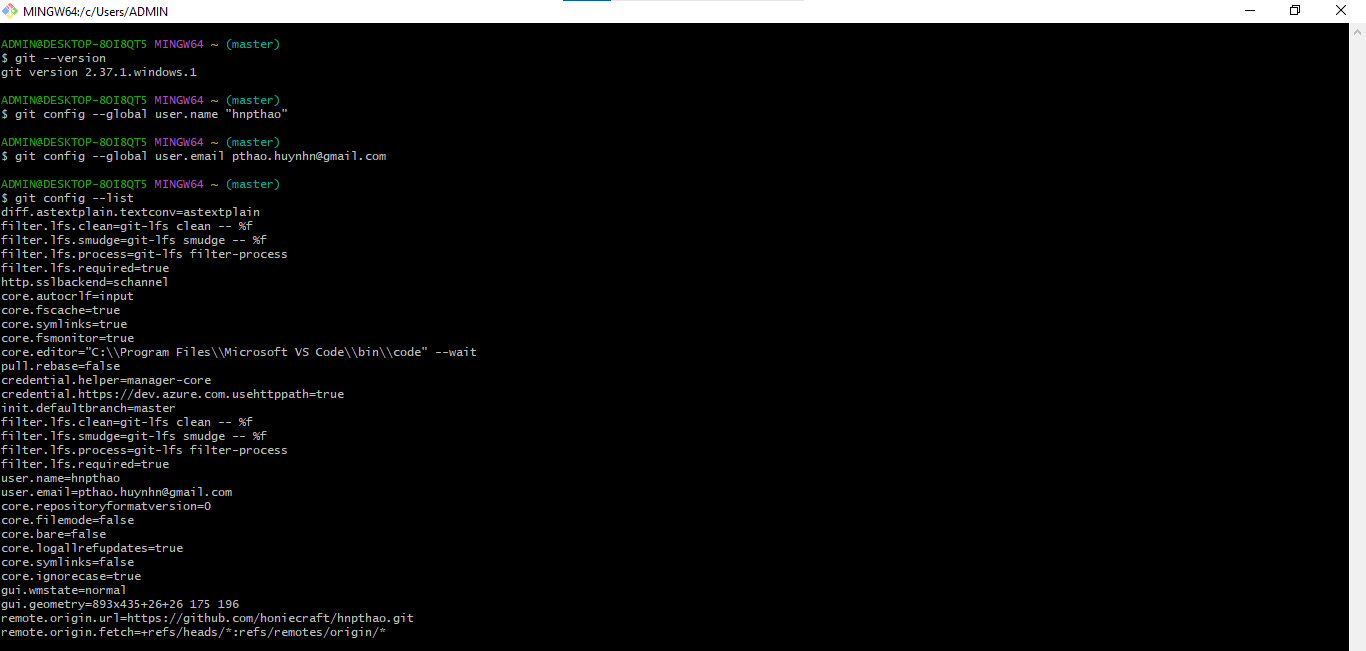 MINGW64:/c/Users/ADMIN
ADMIN@DESKTOP-8OI8QT5 MINGW64 ~ (master)
$ git --version
git version 2.37.1.windows.1
ADMIN@DESKTOP-8OI8QT5 MINGW64 ~ (master)
$ git config --global user.name "hnpthao"
ADMIN@DESKTOP-8OI8QT5 MINGW64 ~ (master)
$ git config --global user.email pthao.huynhn@gmail.com
ADMIN@DESKTOP-8OI8QT5 MINGW64 ~ (master)
$ git config --list
diff.astextplain.textconv=astextplain
filter.lfs.clean=git-lfs clean -- %f
filter.lfs.smudge=git-lfs smudge -- %f
filter.lfs.process=git-lfs filter-process
filter.lfs.required=true
http.sslbackend=schannel
core.autocrlf=input
core.fscache=true
core.symlinks=true
core.fsmonitor=true
core.editor="C:\\Program Files\\Microsoft VS Code\\bin\\code" --wait
pull.rebase=false
credential.helper=manager-core
credential.https://dev.azure.com.usehttppath=true
init.defaultbranch=master
filter.lfs.clean=git-lfs clean -- %f
filter.lfs.smudge=git-lfs smudge -- %f
filter.lfs.process=git-lfs filter-process
filter.lfs.required=true
user.name=hnpthao
user.email=pthao.huynhn@gmail.com
core.repositoryformatversion=0
core.filemode=false
core.bare=false
core.logallrefupdates=true
core.symlinks=false
core.ignorecase=true
gui.wmstate=normal
gui.geometry=893x435+26+26 175 196
remote.origin.url=https://github.com/honiecraft/hnpthao.git
remote.origin.fetch=+refs/heads/*:refs/remotes/origin/*